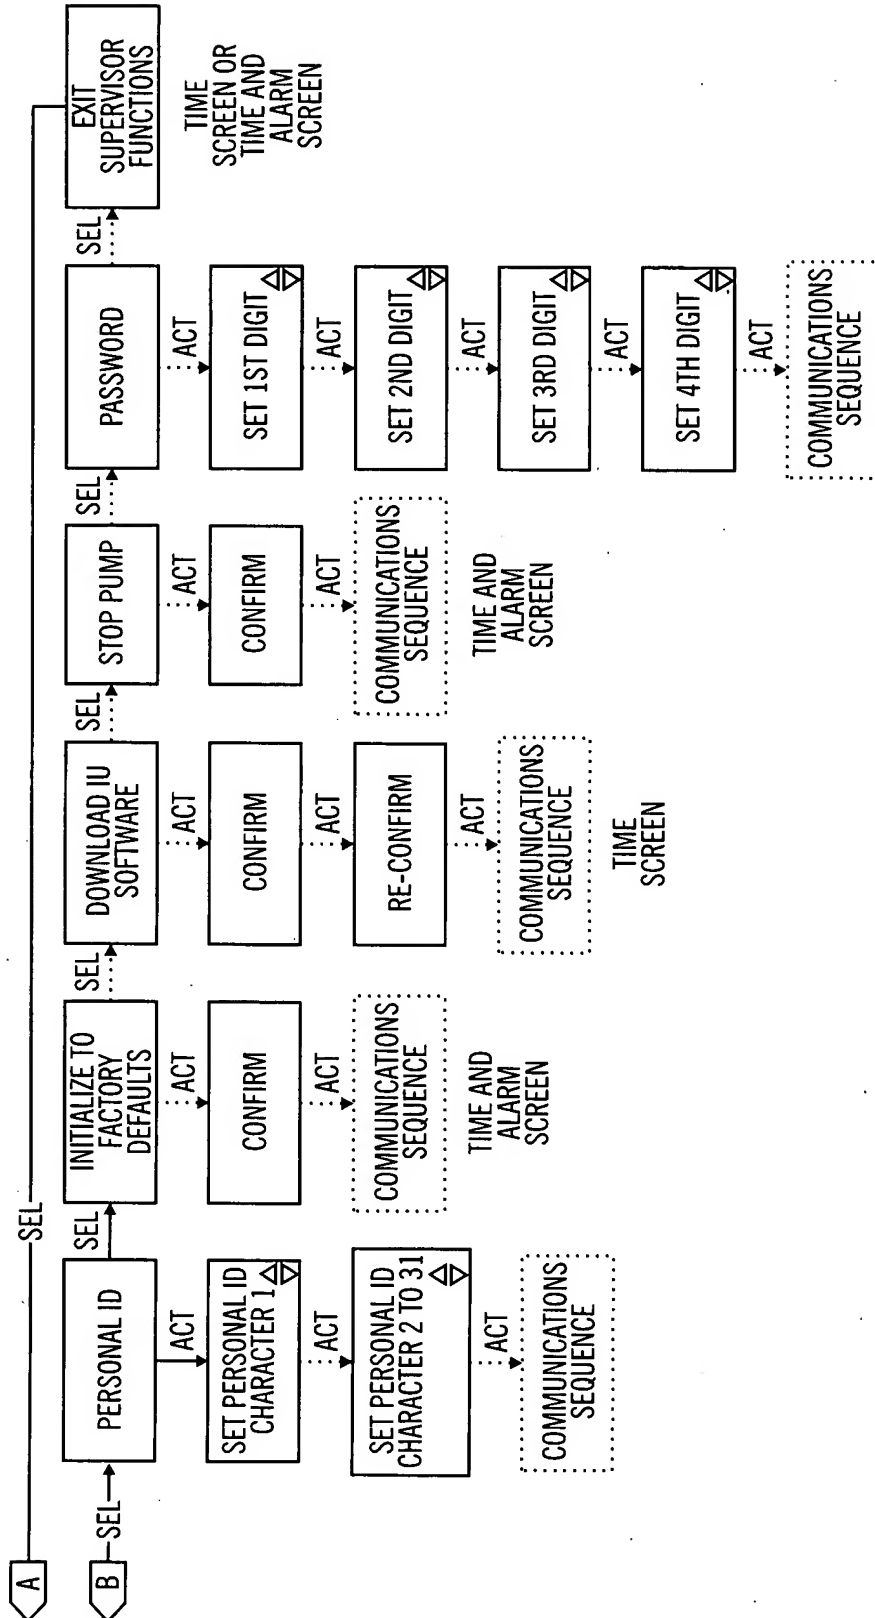 A
SEL
B
SEL
PERSONAL ID
ACT
SET PERSONAL ID
CHARACTER 1
ACT
SET PERSONAL ID
CHARACTER 2 TO 31
ACT
COMMUNICATIONS
SEQUENCE
SEL
INITIALIZE TO
FACTORY
DEFAULTS
ACT
CONFIRM
ACT
COMMUNICATIONS
SEQUENCE
TIME AND
ALARM
SCREEN
SEL
DOWNLOAD IU
SOFTWARE
ACT
CONFIRM
ACT
RE-CONFIRM
ACT
COMMUNICATIONS
SEQUENCE
TIME
SCREEN
SEL
STOP PUMP
ACT
CONFIRM
ACT
COMMUNICATIONS
SEQUENCE
TIME AND
ALARM
SCREEN
SEL
PASSWORD
ACT
SET 1ST DIGIT
ACT
SET 2ND DIGIT
ACT
SET 3RD DIGIT
ACT
SET 4TH DIGIT
ACT
COMMUNICATIONS
SEQUENCE
SEL
EXIT
SUPERVISOR
FUNCTIONS
TIME
SCREEN OR
TIME AND
ALARM
SCREEN